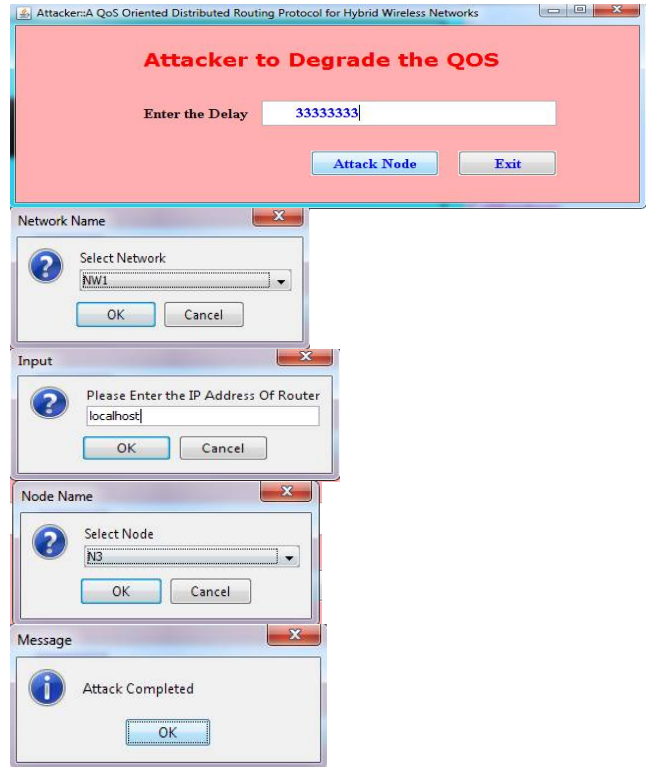 Attacker::A QoS Oriented Distributed Routing Protocol for Hybrid Wireless Networks
Attacker to Degrade the QOS
Enter the Delay 33333333
Attack Node Exit
Network Name
Select Network
NW1
OK Cancel
Input
Please Enter the IP Address Of Router
localhost
OK Cancel
Node Name
Select Node
N3
OK Cancel
Message
Attack Completed
OK